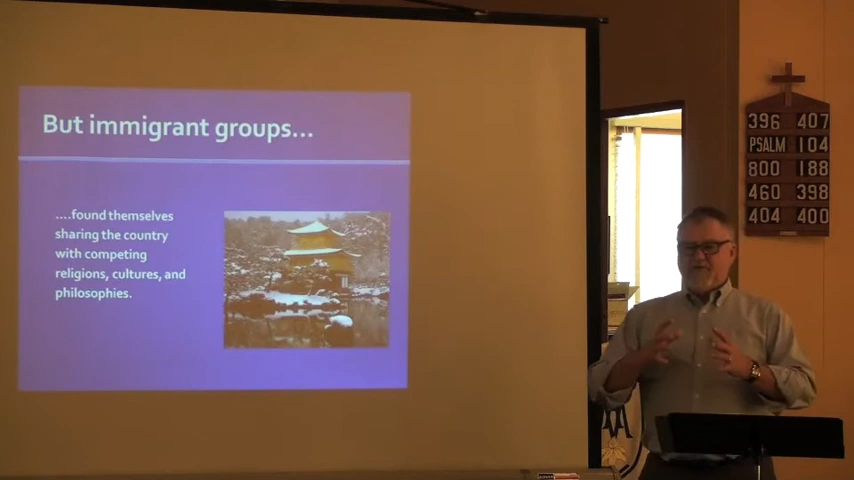 But immigrant groups...
....found themselves
sharing the country
with competing
religions, cultures, and
philosophies.
396 407
PSALM 104
800 188
460 398
404 400